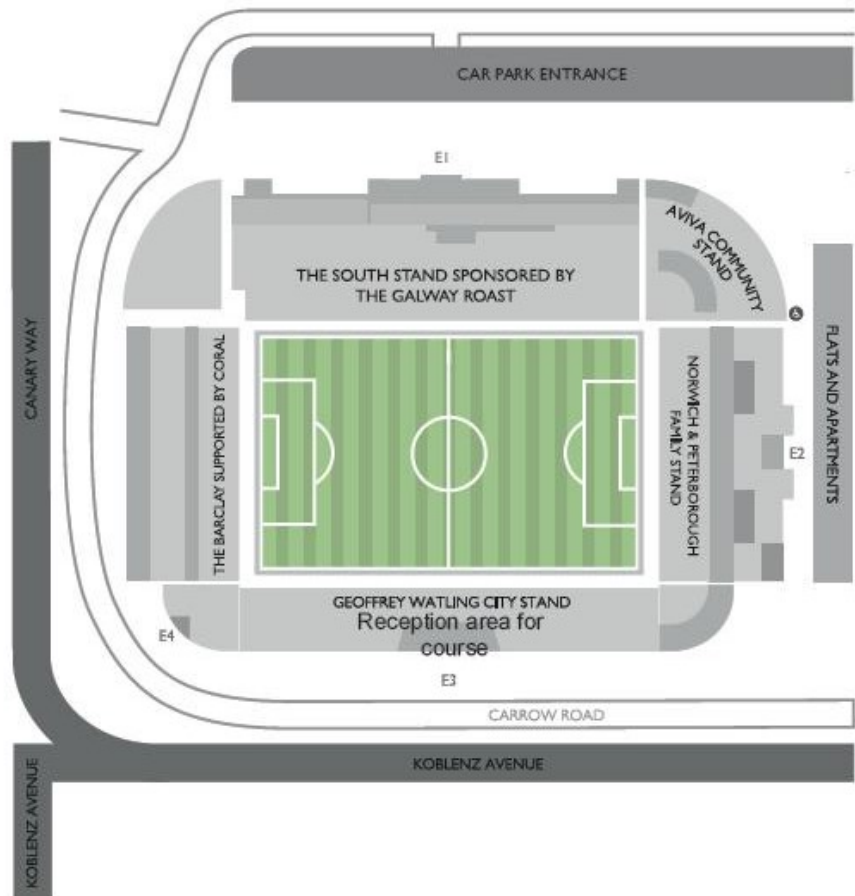 CAR PARK ENTRANCE
E1
AVIVA COMMUNITY
STAND
THE SOUTH STAND SPONSORED BY
THE GALWAY ROAST
CANARY WAY
THE BARCLAY SUPPORTED BY CORAL
NORWICH & PETERBOROUGH
FAMILY STAND
E2
FLATS AND APARTMENTS
GEOFFREY WATLING CITY STAND
Reception area for
course
E4
E3
CARROW ROAD
KOBLENZ AVENUE
KOBLENZ AVENUE